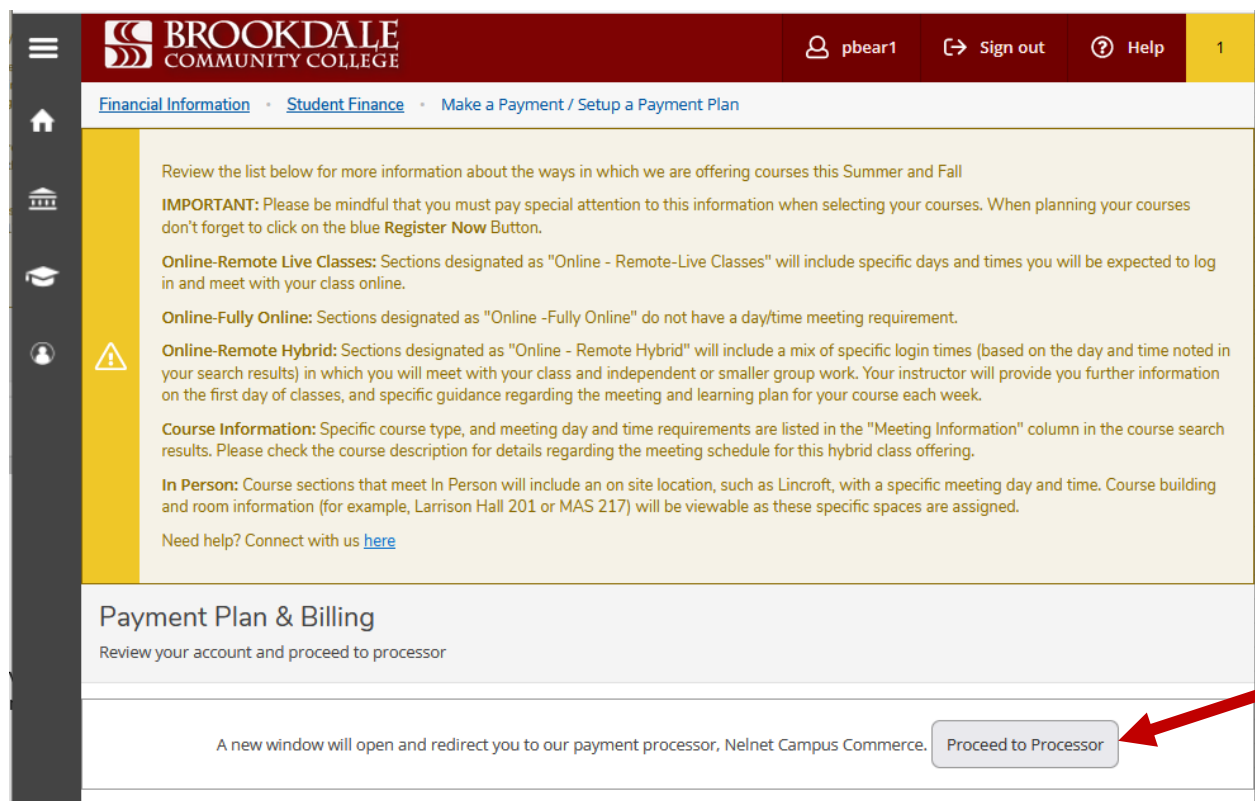 BROOKDALE
COMMUNITY COLLEGE
pbear1
Sign out
Help
1
Financial Information • Student Finance • Make a Payment / Setup a Payment Plan
Review the list below for more information about the ways in which we are offering courses this Summer and Fall
IMPORTANT: Please be mindful that you must pay special attention to this information when selecting your courses. When planning your courses
don't forget to click on the blue Register Now Button.
Online-Remote Live Classes: Sections designated as "Online - Remote-Live Classes" will include specific days and times you will be expected to log
in and meet with your class online.
Online-Fully Online: Sections designated as "Online -Fully Online" do not have a day/time meeting requirement.
Online-Remote Hybrid: Sections designated as "Online - Remote Hybrid" will include a mix of specific login times (based on the day and time noted in
your search results) in which you will meet with your class and independent or smaller group work. Your instructor will provide you further information
on the first day of classes, and specific guidance regarding the meeting and learning plan for your course each week.
Course Information: Specific course type, and meeting day and time requirements are listed in the "Meeting Information" column in the course search
results. Please check the course description for details regarding the meeting schedule for this hybrid class offering.
In Person: Course sections that meet In Person will include an on site location, such as Lincroft, with a specific meeting day and time. Course building
and room information (for example, Larrison Hall 201 or MAS 217) will be viewable as these specific spaces are assigned.
Need help? Connect with us here
Payment Plan & Billing
Review your account and proceed to processor
A new window will open and redirect you to our payment processor, Nelnet Campus Commerce.
Proceed to Processor